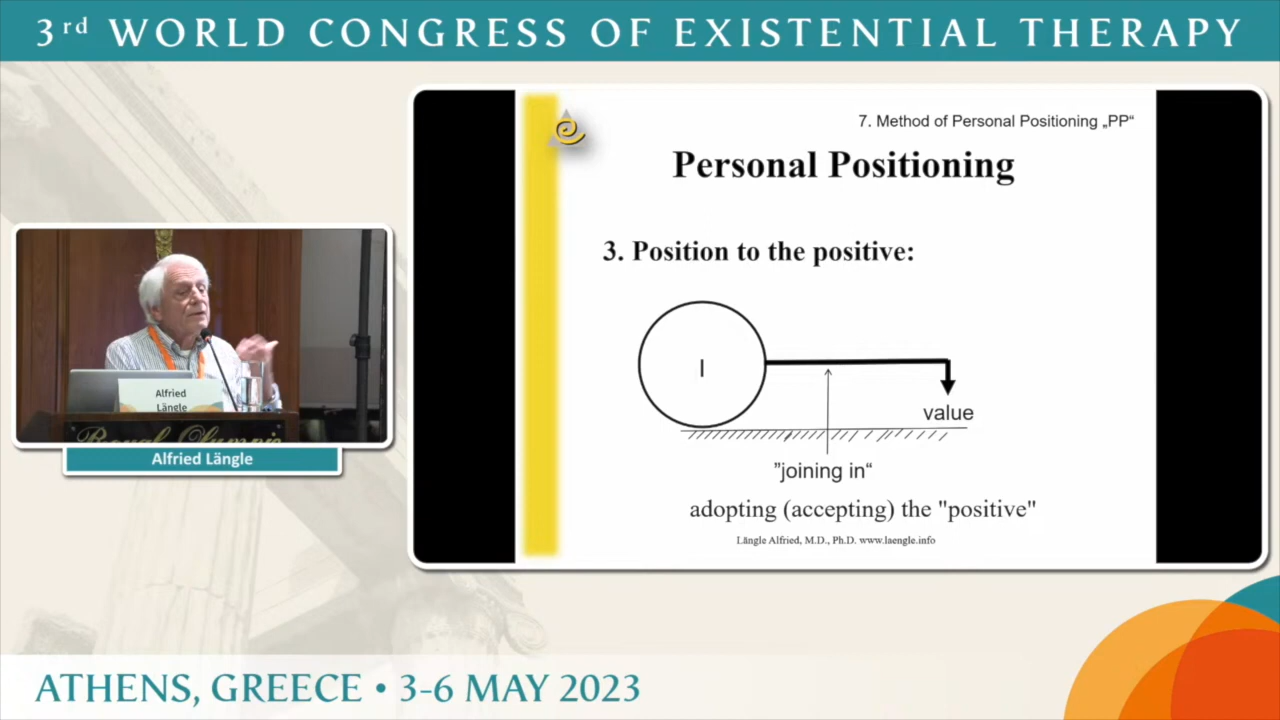 3rd WORLD CONGRESS OF EXISTENTIAL THERAPY
7. Method of Personal Positioning „PP“
Personal Positioning
3. Position to the positive:
I
value
”joining in“
adopting (accepting) the "positive"
Längle Alfried, M.D., Ph.D. www.laengle.info
Alfried
Längle
Royal Olympic
Alfried Längle
ATHENS, GREECE • 3-6 MAY 2023